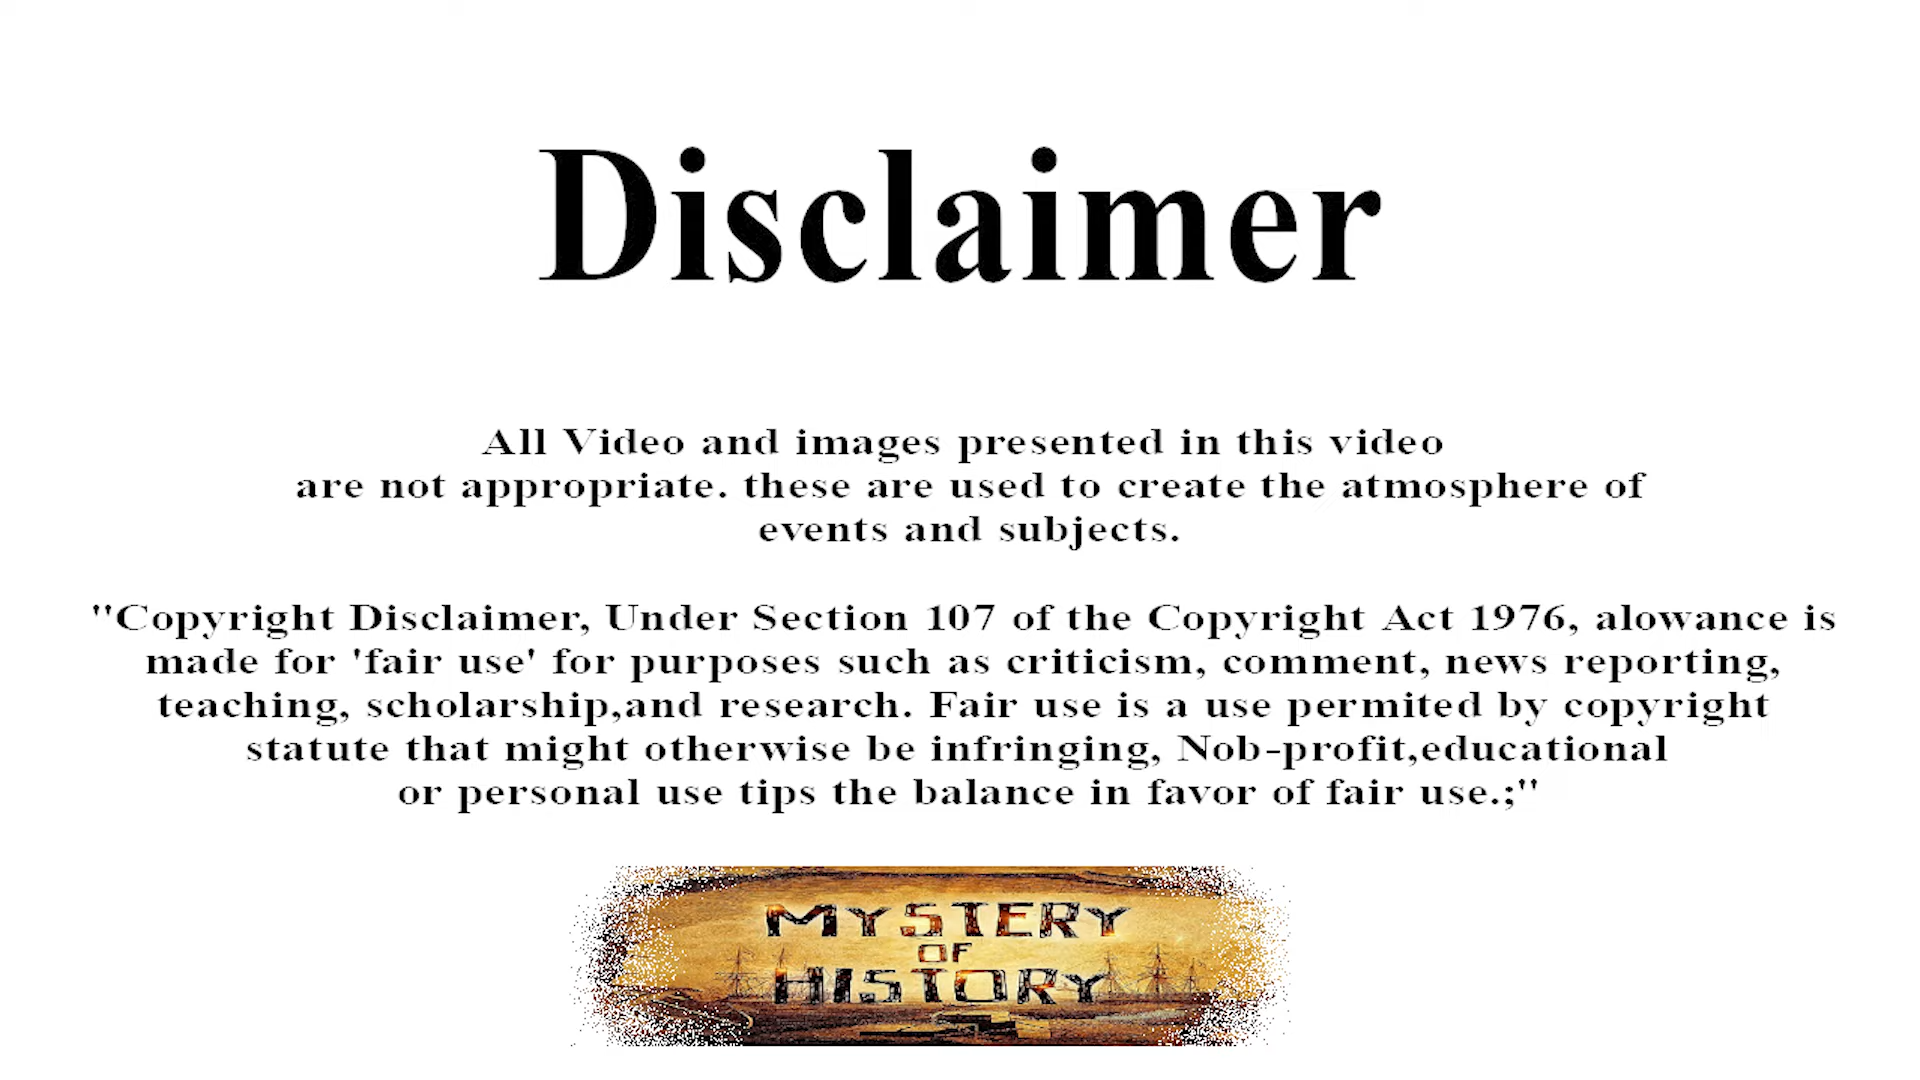 Disclaimer
All Video and images presented in this video
are not appropriate. these are used to create the atmosphere of
events and subjects.
"Copyright Disclaimer, Under Section 107 of the Copyright Act 1976, alowance is
made for 'fair use' for purposes such as criticism, comment, news reporting,
teaching, scholarship,and research. Fair use is a use permited by copyright
statute that might otherwise be infringing, Nob-profit,educational
or personal use tips the balance in favor of fair use.;"
MYSTERY
OF
HISTORY